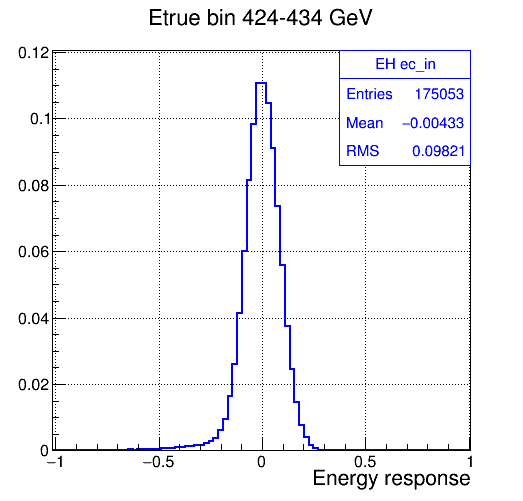 Etrue bin 424-434 GeV
EH ec_in
Entries 175053
Mean −0.00433
RMS 0.09821
0.12
0.1
0.08
0.06
0.04
0.02
0
−1 −0.5 0 0.5 1
Energy response